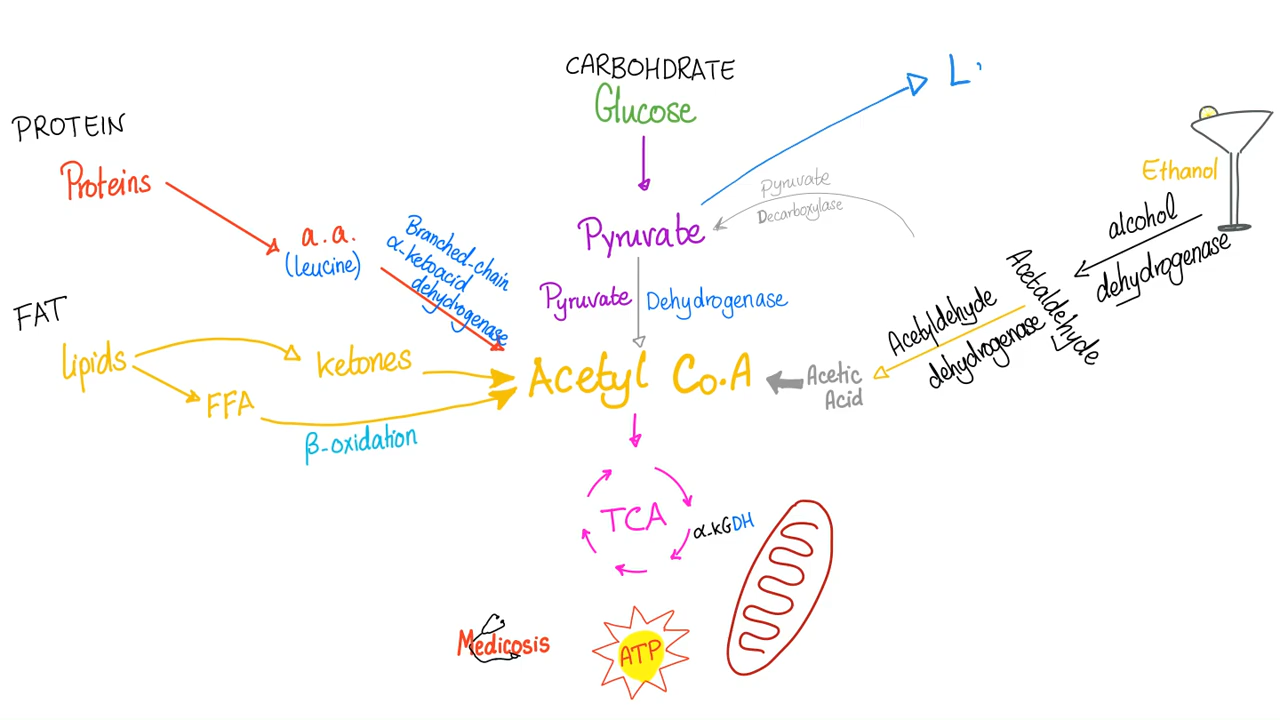 CARBOHDRATE
Glucose
L
PROTEIN
Proteins
Ethanol
alcohol
dehydrogenase
Pyruvate
Decarboxylase
Pyruvate
a.a.
(leucine)
Branched-chain
α-ketoacid
dehydrogenase
Acetaldehyde
Pyruvate Dehydrogenase
Acetyldehyde
dehydrogenase
FAT
lipids
ketones
FFA
β-oxidation
Acetyl Co.A
Acetic
Acid
TCA
α-kGDH
Medicosis
ATP